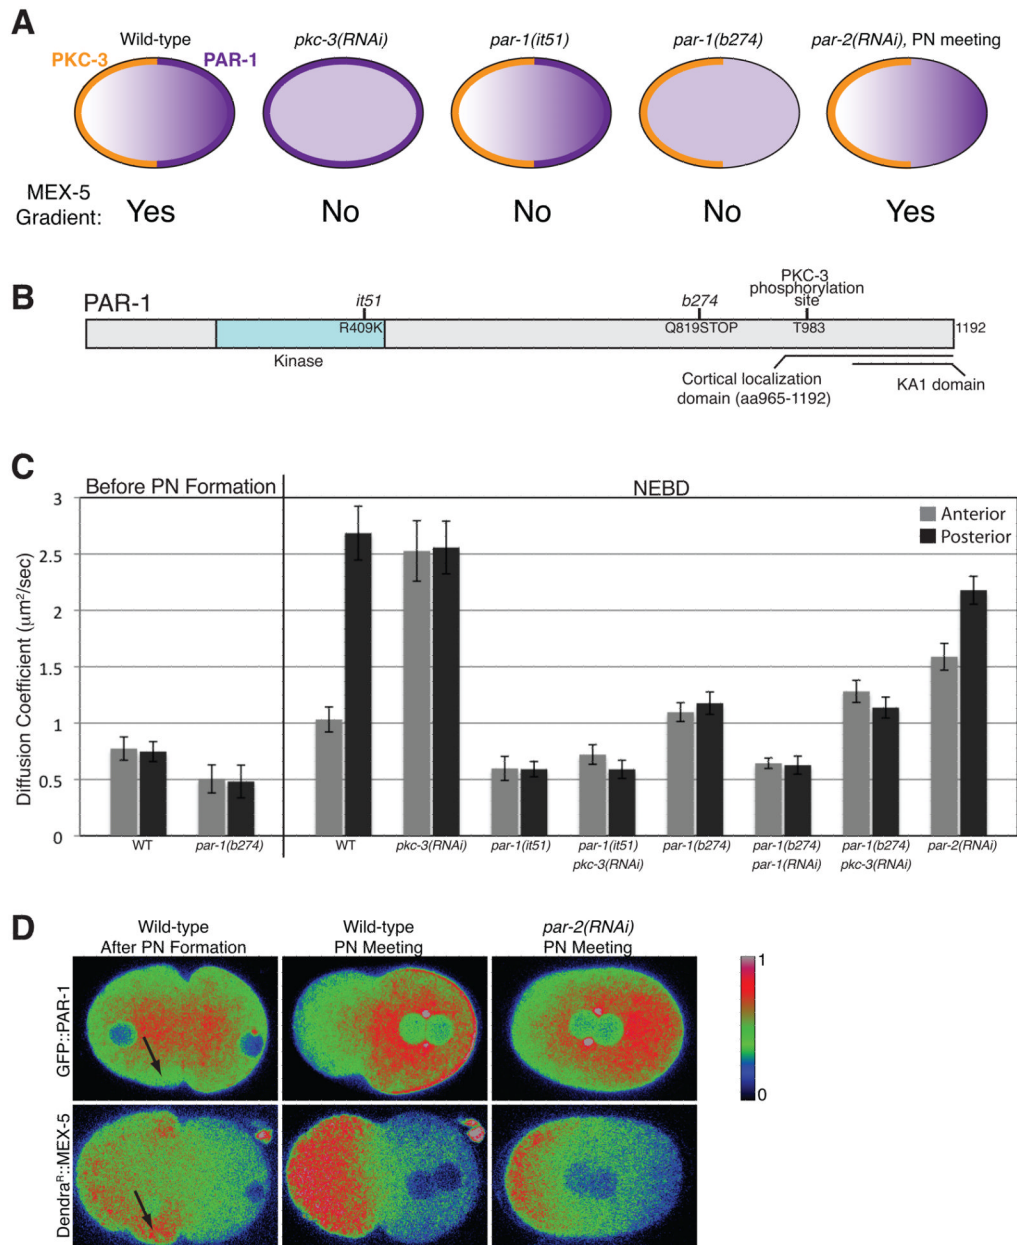 A
Wild-type
pkc-3(RNAi)
par-1(it51)
par-1(b274)
par-2(RNAi), PN meeting
PKC-3
PAR-1
MEX-5
Gradient:
Yes
No
No
No
Yes
B
PAR-1
it51
b274
PKC-3
phosphorylation
site
R409K
Q819STOP
T983
1192
Kinase
Cortical localization
domain (aa965-1192)
KA1 domain
C
Before PN Formation
NEBD
Anterior
Posterior
Diffusion Coefficient (μm²/sec)
3
2.5
2
1.5
1
0.5
0
WT
par-1(b274)
WT
pkc-3(RNAi)
par-1(it51)
par-1(it51)
pkc-3(RNAi)
par-1(b274)
par-1(b274)
par-1(RNAi)
par-1(b274)
pkc-3(RNAi)
par-2(RNAi)
D
Wild-type
After PN Formation
Wild-type
PN Meeting
par-2(RNAi)
PN Meeting
GFP::PAR-1
Dendraᴿ::MEX-5
1
0